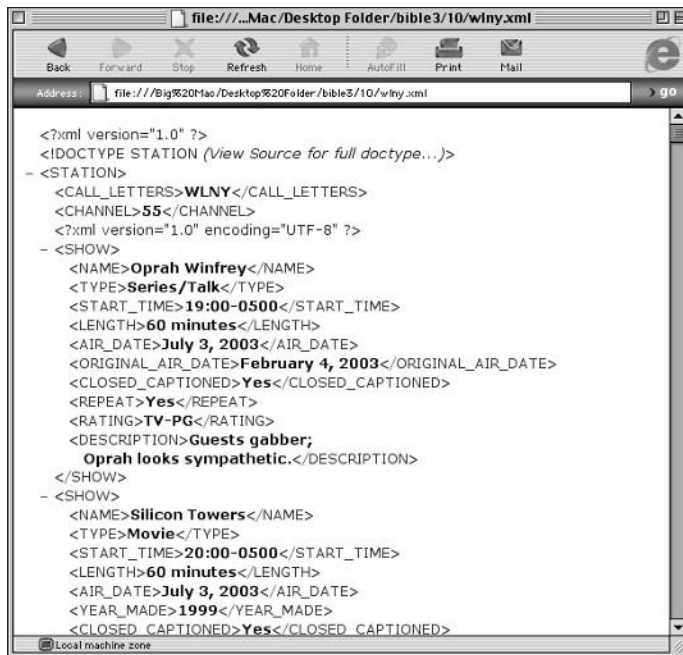 file:///...Mac/Desktop Folder/bible3/10/wlny.xml
Back Forward Stop Refresh Home AutoFill Print Mail
Address: file:///Big%20Mac/Desktop%20Folder/bible3/10/wlny.xml go
<?xml version="1.0" ?>
<!DOCTYPE STATION (View Source for full doctype...)>
– <STATION>
<CALL_LETTERS>WLNY</CALL_LETTERS>
<CHANNEL>55</CHANNEL>
<?xml version="1.0" encoding="UTF-8" ?>
– <SHOW>
<NAME>Oprah Winfrey</NAME>
<TYPE>Series/Talk</TYPE>
<START_TIME>19:00-0500</START_TIME>
<LENGTH>60 minutes</LENGTH>
<AIR_DATE>July 3, 2003</AIR_DATE>
<ORIGINAL_AIR_DATE>February 4, 2003</ORIGINAL_AIR_DATE>
<CLOSED_CAPTIONED>Yes</CLOSED_CAPTIONED>
<REPEAT>Yes</REPEAT>
<RATING>TV-PG</RATING>
<DESCRIPTION>Guests gabber;
Oprah looks sympathetic.</DESCRIPTION>
</SHOW>
– <SHOW>
<NAME>Silicon Towers</NAME>
<TYPE>Movie</TYPE>
<START_TIME>20:00-0500</START_TIME>
<LENGTH>60 minutes</LENGTH>
<AIR_DATE>July 3, 2003</AIR_DATE>
<YEAR_MADE>1999</YEAR_MADE>
<CLOSED_CAPTIONED>Yes</CLOSED_CAPTIONED>
Local machine zone